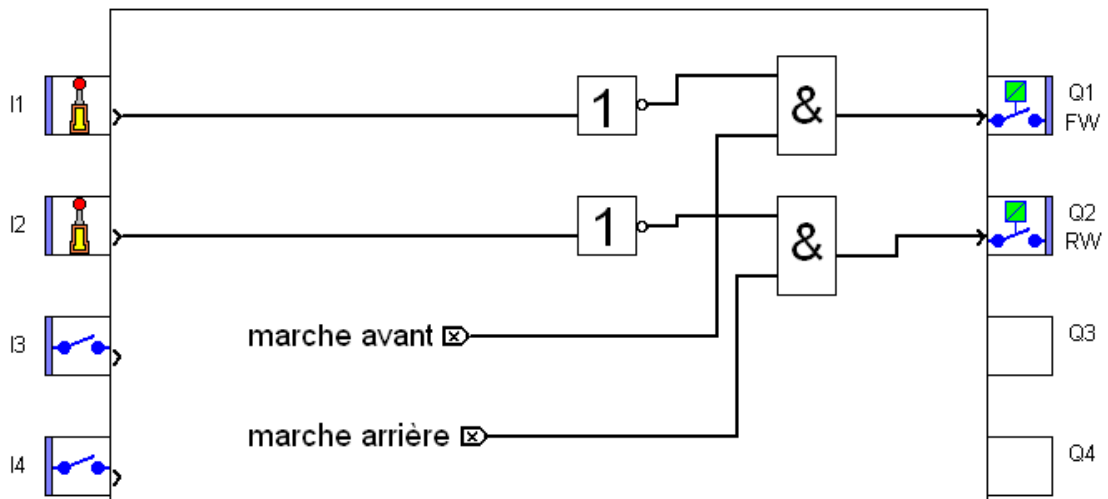 I1
1
&
Q1
FW
I2
1
&
Q2
RW
I3
marche avant
Q3
I4
marche arrière
Q4